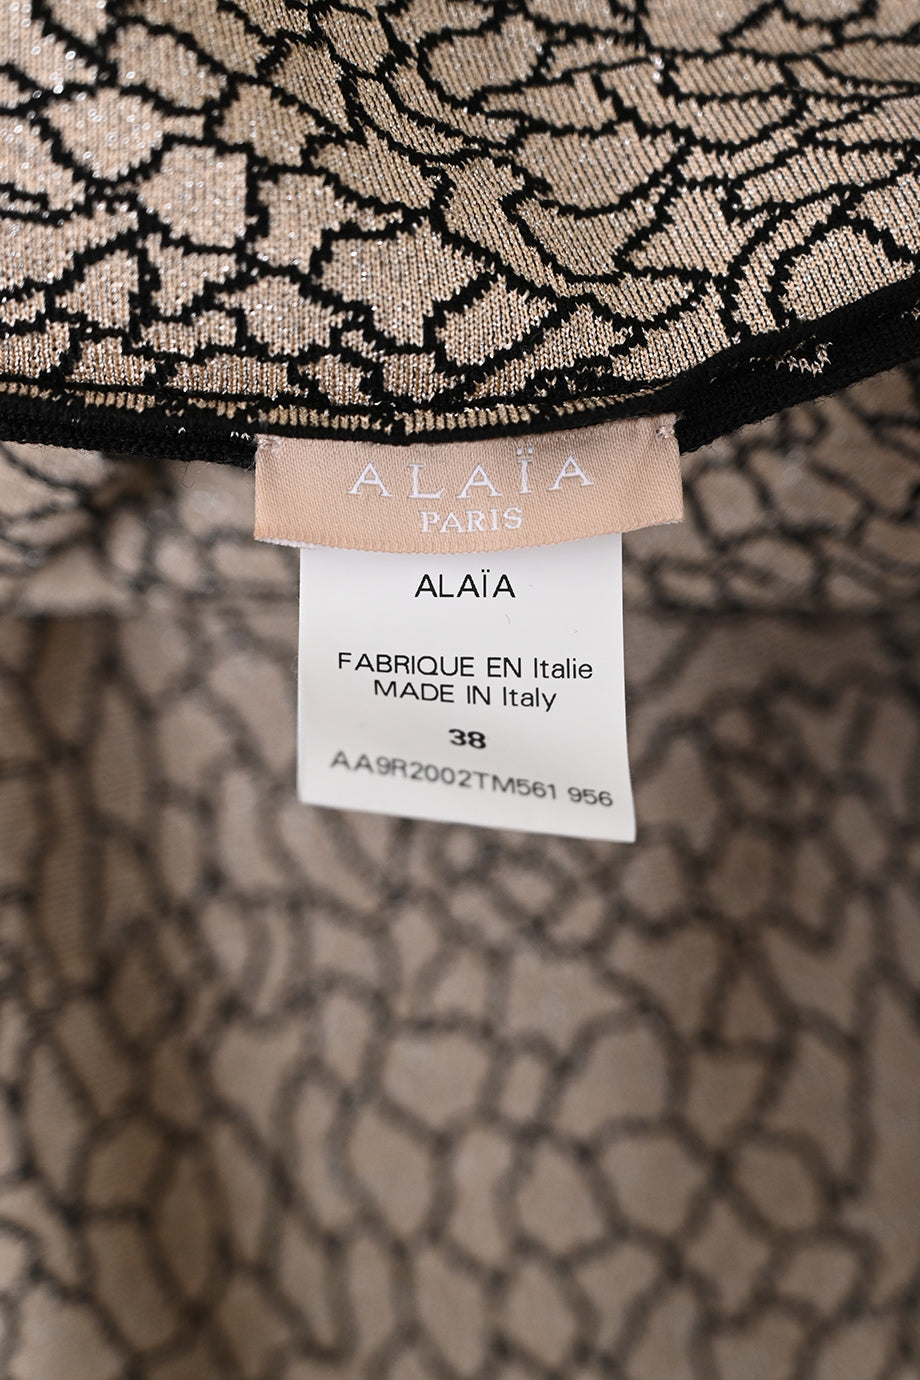 ALAÏA
PARIS
ALAÏA
FABRIQUE EN Italie
MADE IN Italy
38
AA9R2002TM561 956